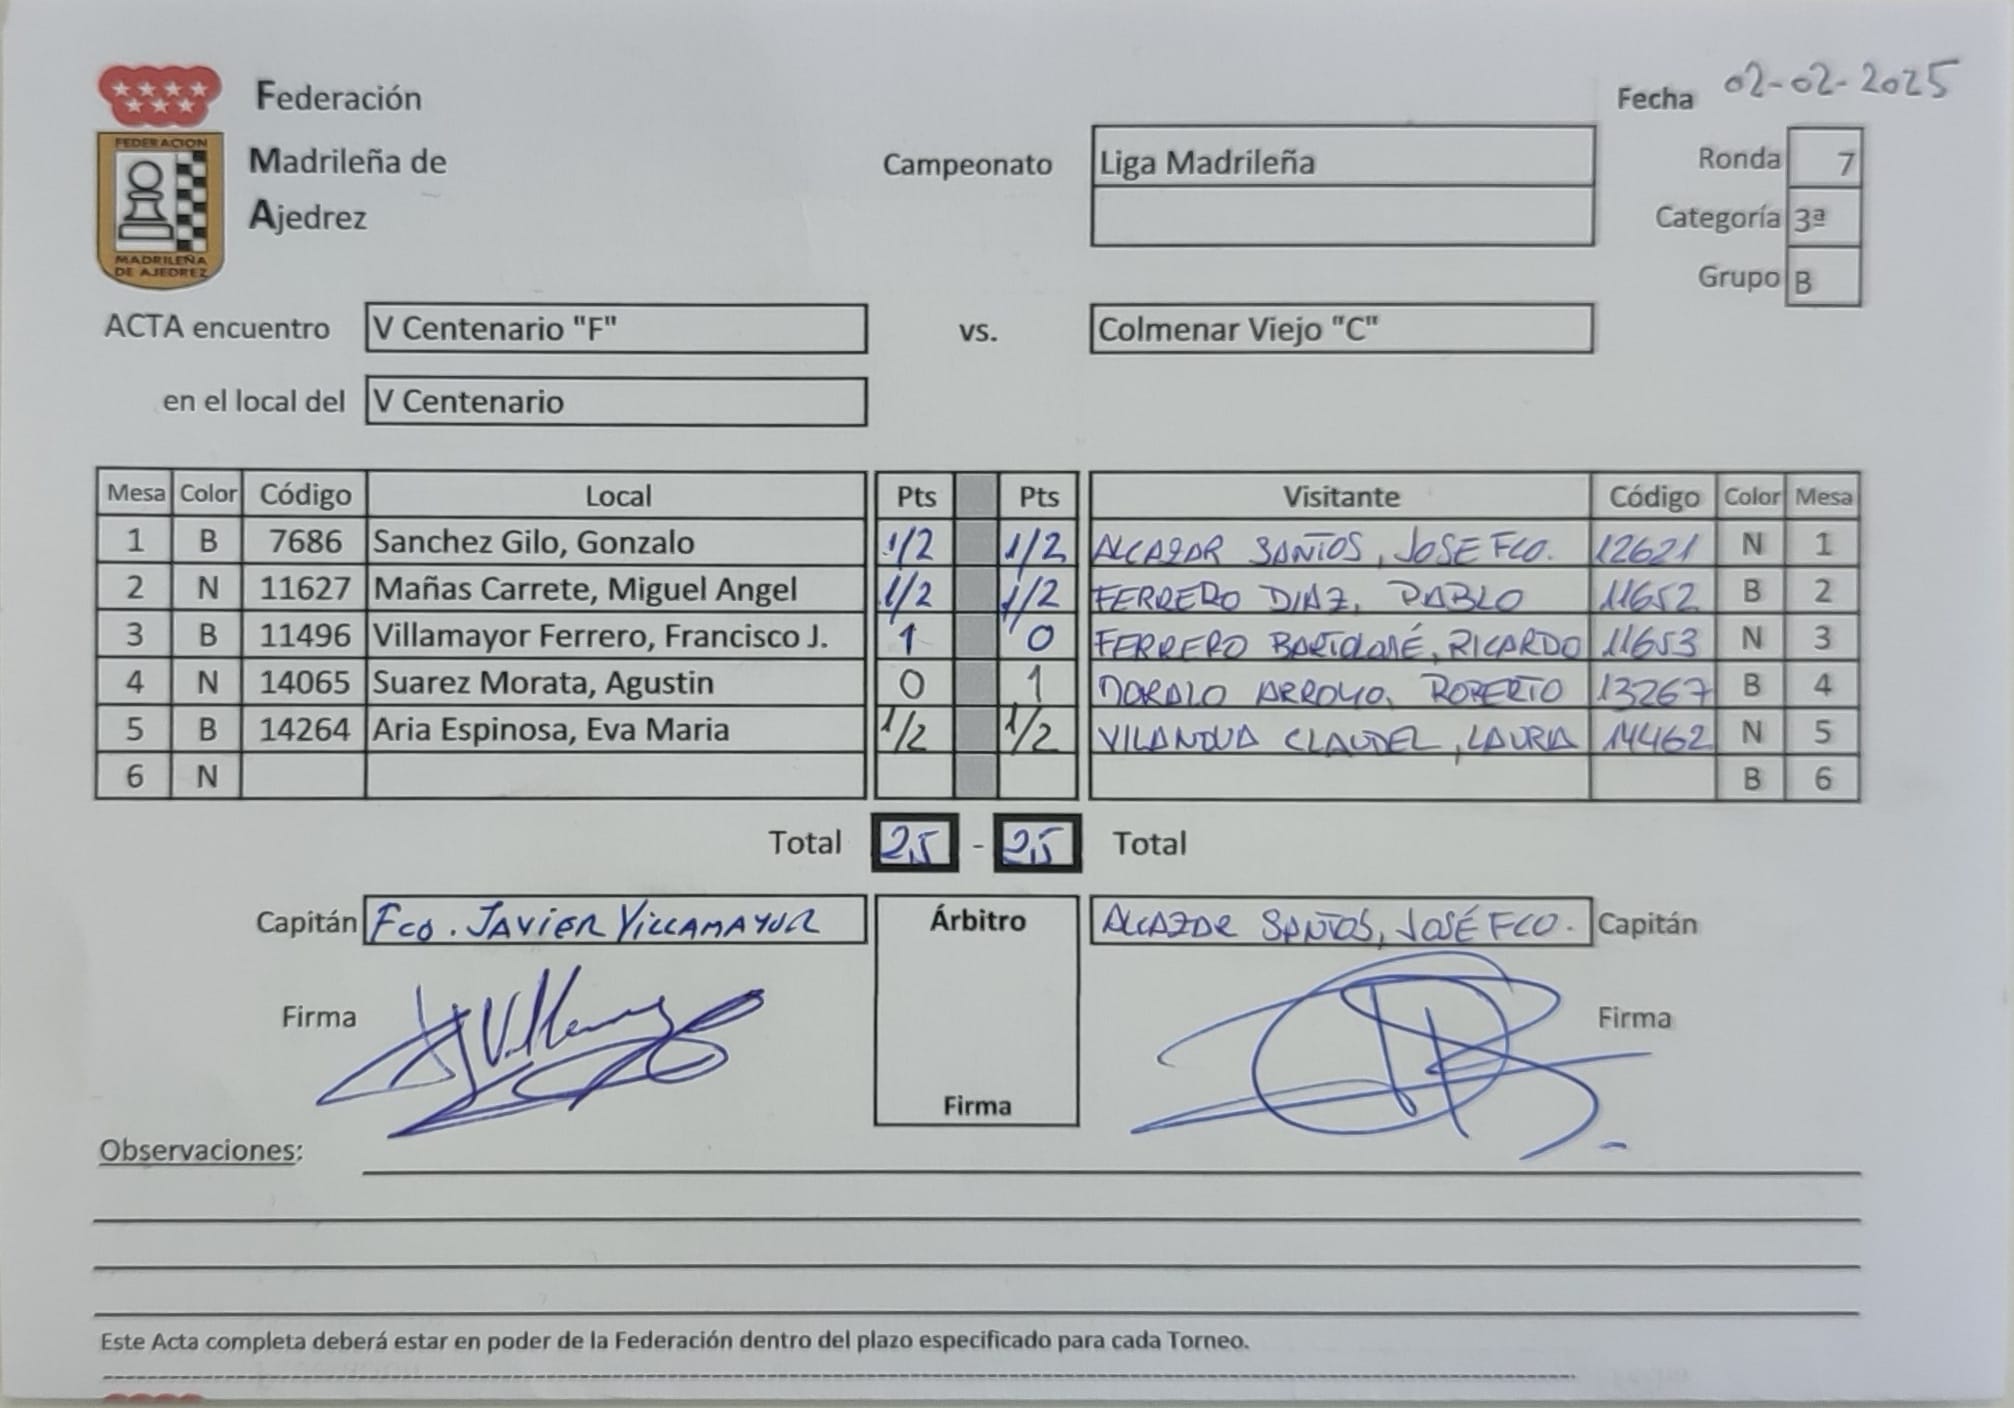 Federación
Madrileña de
Ajedrez
FEDERACION
MADRILEÑA
DE AJEDREZ
Fecha 02-02-2025
Campeonato Liga Madrileña
Ronda 7
Categoría 3ª
Grupo B
ACTA encuentro V Centenario "F" vs. Colmenar Viejo "C"
en el local del V Centenario
Mesa Color Código Local Pts Pts Visitante Código Color Mesa
1 B 7686 Sanchez Gilo, Gonzalo 1/2 1/2 ALCAZAR SANTOS, JOSE FCO. 12621 N 1
2 N 11627 Mañas Carrete, Miguel Angel 1/2 1/2 FERRERO DIAZ, PABLO 11652 B 2
3 B 11496 Villamayor Ferrero, Francisco J. 1 0 FERRERO BARTOLOMÉ, RICARDO 11653 N 3
4 N 14065 Suarez Morata, Agustin 0 1 ARROYO, ROBERTO 13267 B 4
5 B 14264 Aria Espinosa, Eva Maria 1/2 1/2 VILANOVA CLAUDEL, LAURA 14462 N 5
6 N B 6
Total 2,5 - 2,5 Total
Capitán Fco. JAVIER VILLAMAYOR Árbitro ALCAZAR SANTOS, JOSÉ FCO. Capitán
Firma Firma
Firma
Observaciones:
Este Acta completa deberá estar en poder de la Federación dentro del plazo especificado para cada Torneo.